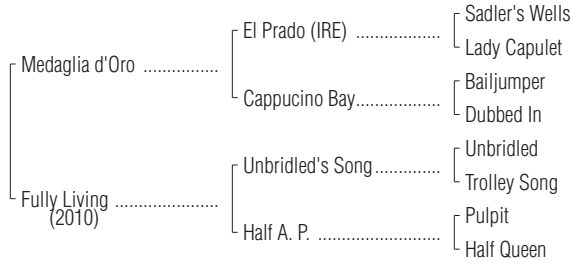 Sadler's Wells
El Prado (IRE) ..................
Lady Capulet
Medaglia d'Oro ................
Bailjumper
Cappucino Bay..................
Dubbed In
Unbridled
Unbridled's Song..............
Trolley Song
Fully Living ......................
(2010)
Pulpit
Half A. P. ..........................
Half Queen